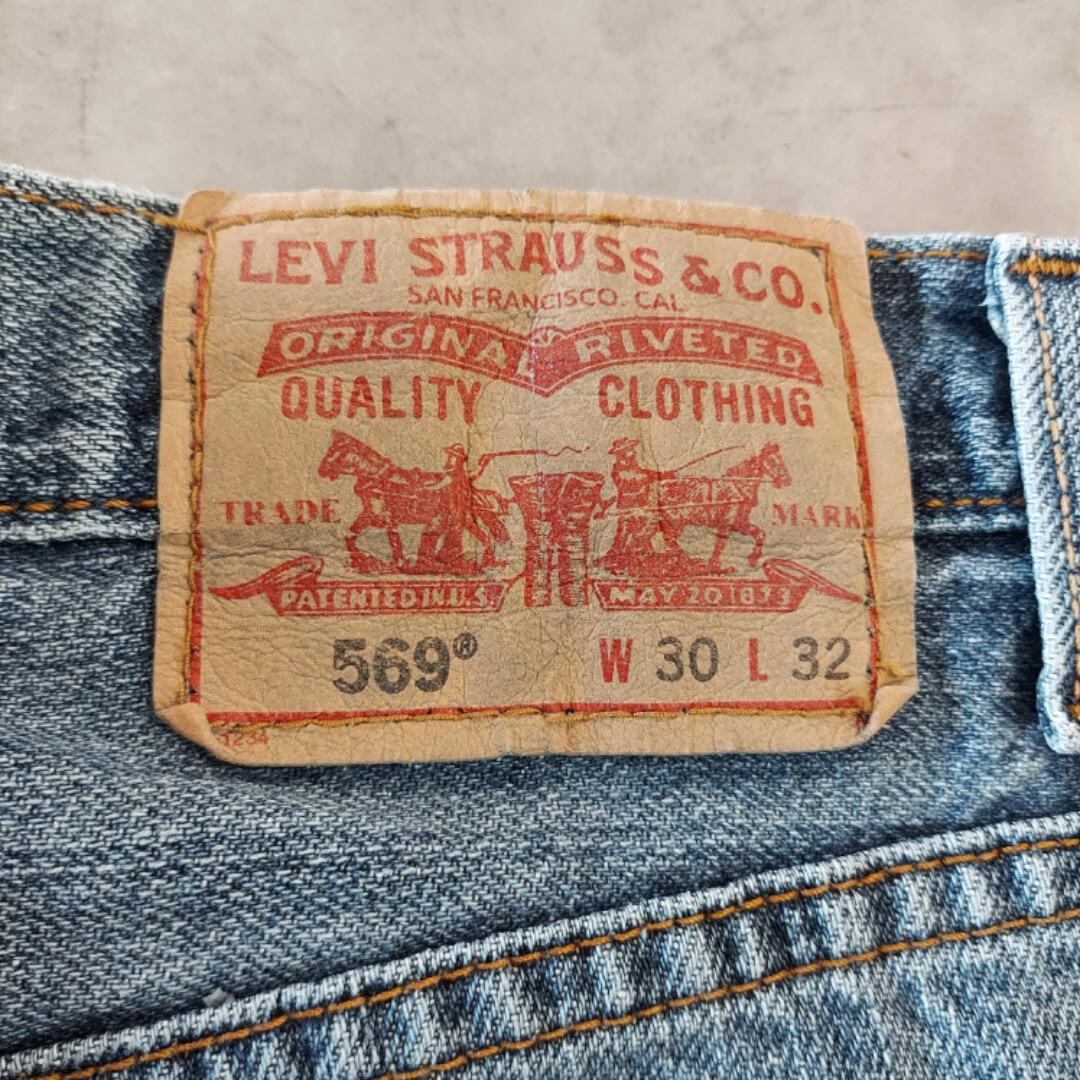 LEVI STRAUSS & CO.
SAN FRANCISCO. CAL.
ORIGINAL RIVETED
QUALITY CLOTHING
TRADE MARK
PATENTED IN U.S. MAY 20 1873
569® W 30 L 32
1234